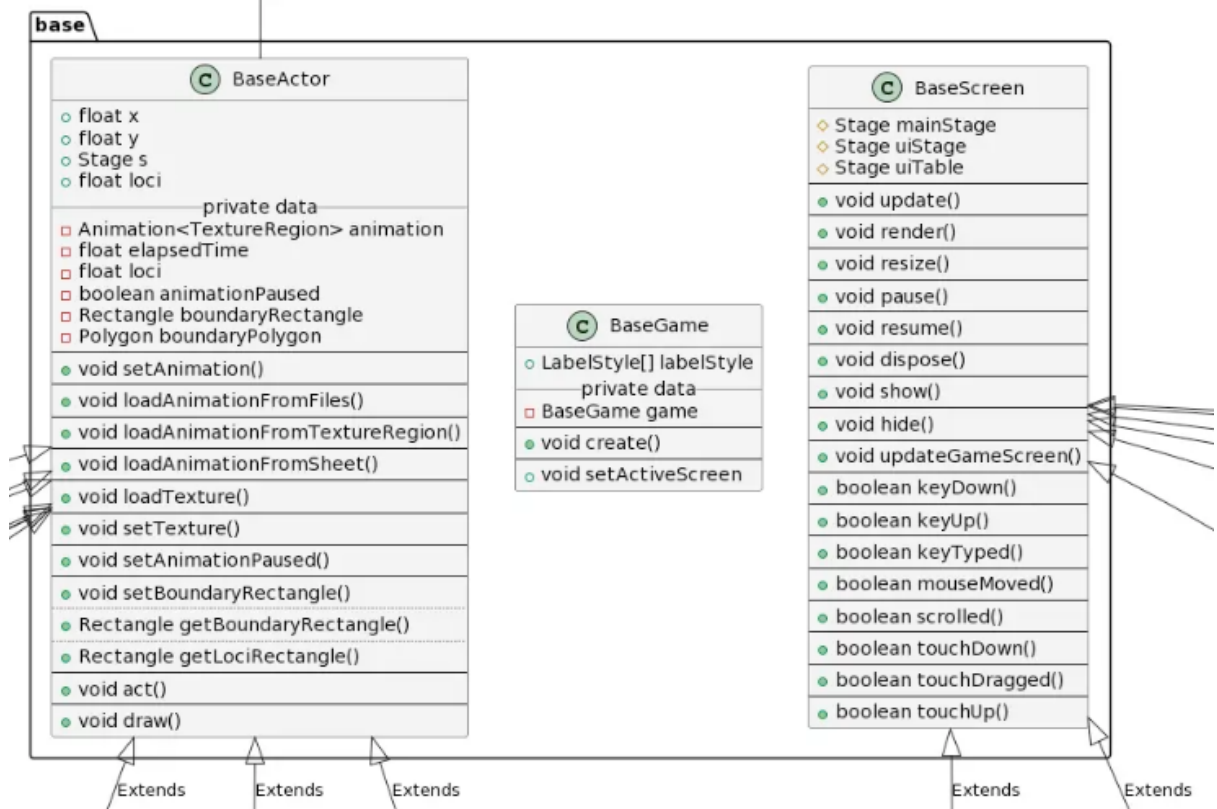 base
C BaseActor
float x
float y
Stage s
float loci
private data
Animation<TextureRegion> animation
float elapsedTime
float loci
boolean animationPaused
Rectangle boundaryRectangle
Polygon boundaryPolygon
void setAnimation()
void loadAnimationFromFiles()
void loadAnimationFromTextureRegion()
void loadAnimationFromSheet()
void loadTexture()
void setTexture()
void setAnimationPaused()
void setBoundaryRectangle()
Rectangle getBoundaryRectangle()
Rectangle getLociRectangle()
void act()
void draw()
C BaseGame
LabelStyle[] labelStyle
private data
BaseGame game
void create()
void setActiveScreen
C BaseScreen
Stage mainStage
Stage uiStage
Stage uiTable
void update()
void render()
void resize()
void pause()
void resume()
void dispose()
void show()
void hide()
void updateGameScreen()
boolean keyDown()
boolean keyUp()
boolean keyTyped()
boolean mouseMoved()
boolean scrolled()
boolean touchDown()
boolean touchDragged()
boolean touchUp()
Extends
Extends
Extends
Extends
Extends